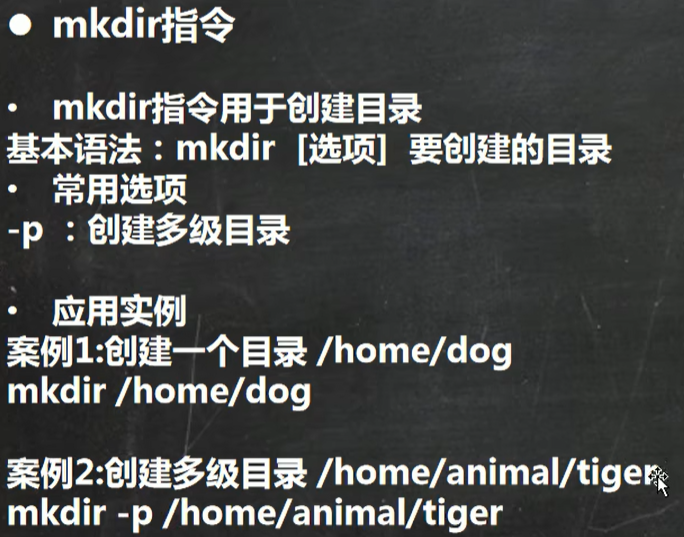 ● mkdir指令
• mkdir指令用于创建目录
基本语法：mkdir [选项] 要创建的目录
• 常用选项
-p ：创建多级目录
• 应用实例
案例1:创建一个目录 /home/dog
mkdir /home/dog
案例2:创建多级目录 /home/animal/tiger
mkdir -p /home/animal/tiger